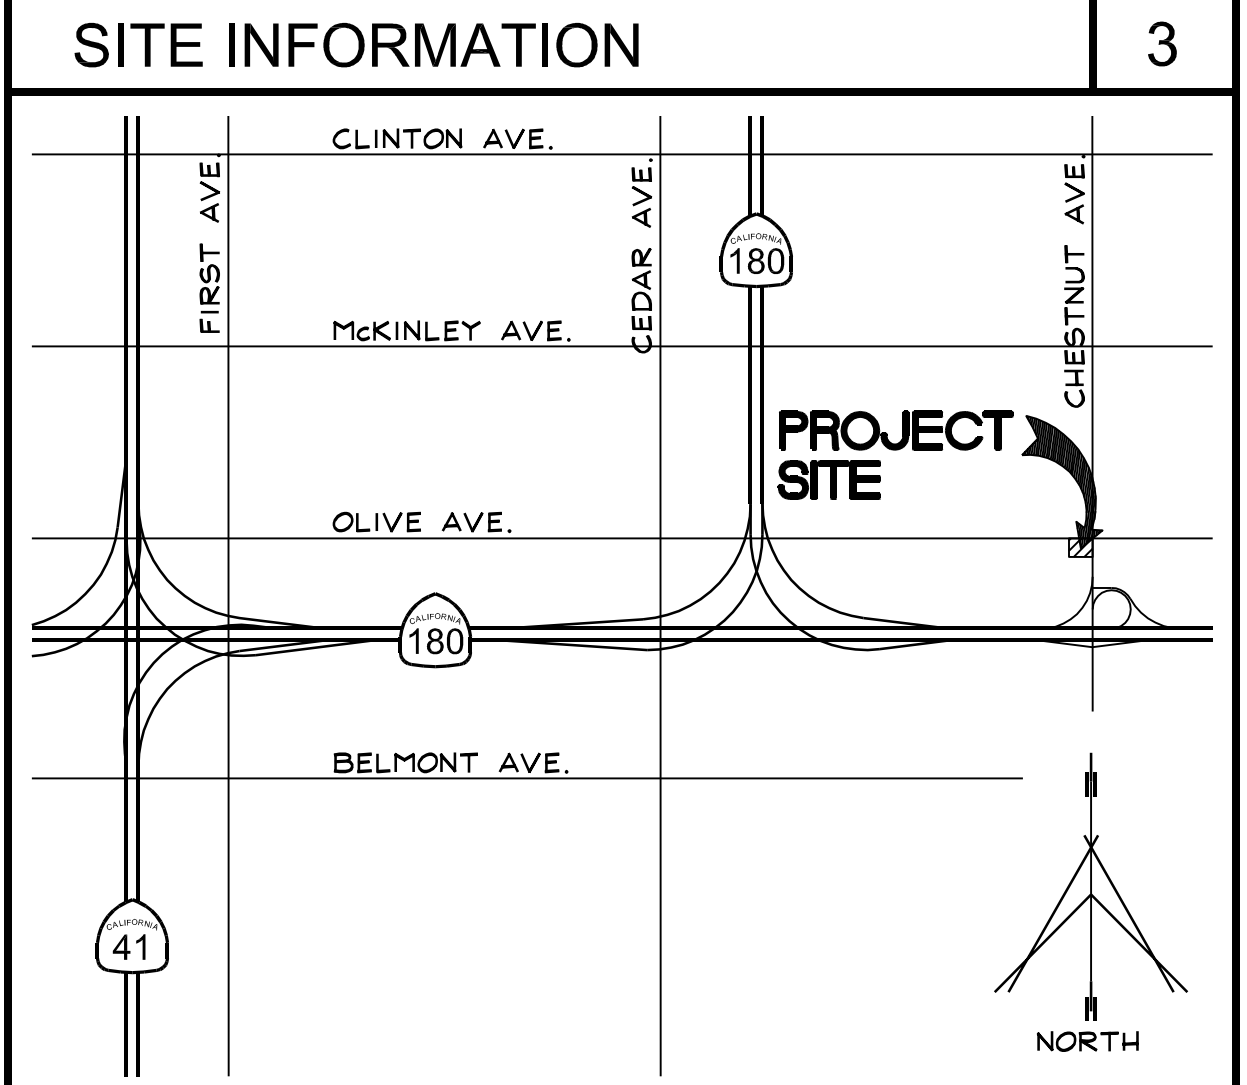 SITE INFORMATION
3
CLINTON AVE.
FIRST AVE.
CEDAR AVE.
CHESTNUT AVE.
CALIFORNIA
180
McKINLEY AVE.
PROJECT
SITE
OLIVE AVE.
CALIFORNIA
180
BELMONT AVE.
CALIFORNIA
41
NORTH